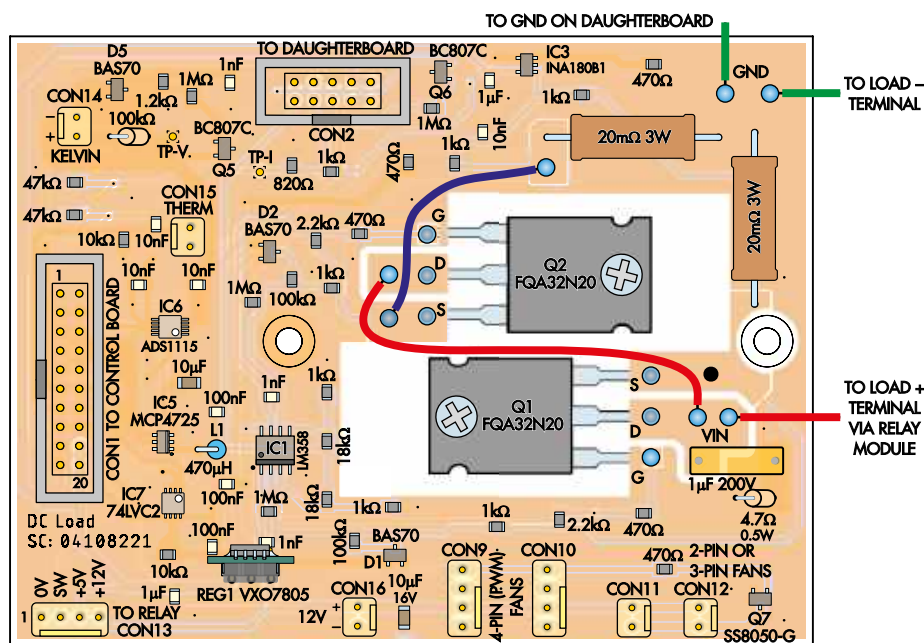 TO GND ON DAUGHTERBOARD
D5
BAS70
1nF
TO DAUGHTERBOARD
BC807C
IC3
INA180B1
470Ω
GND
TO LOAD –
TERMINAL
CON14
1.2kΩ
1MΩ
Q6
1µF
1kΩ
–
+
100kΩ
KELVIN
TP-V
BC807C
Q5
TP-I
CON2
1MΩ
10nF
20mΩ 3W
820Ω
1kΩ
470Ω
1kΩ
20mΩ 3W
47kΩ
47kΩ
CON15
THERM
D2
BAS70
2.2kΩ
470Ω
G
D
S
Q2
FQA32N20
10kΩ
10nF
10nF
10nF
1MΩ
100kΩ
1kΩ
1
20
CON1 TO CONTROL BOARD
IC6
ADS1115
10µF
IC5
MCP4725
100nF
L1
470µH
1nF
IC1
LM358
1kΩ
18kΩ
Q1
FQA32N20
S
D
G
VIN
TO LOAD +
TERMINAL
VIA RELAY
MODULE
1µF 200V
IC7
74LVC2
100nF
1MΩ
18kΩ
1kΩ
1kΩ
2.2kΩ
470Ω
4.7Ω
0.5W
DC Load
SC: 04108221
100nF
1nF
100kΩ
BAS70
D1
10kΩ
REG1 VXO7805
CON9
4-PIN (PWM)
FANS
CON10
470Ω
2-PIN OR
3-PIN FANS
1
0V
SW
+5V
+12V
1µF
TO RELAY
CON13
CON16
12V
+
–
10µF
16V
CON11
CON12
Q7
SS8050-G